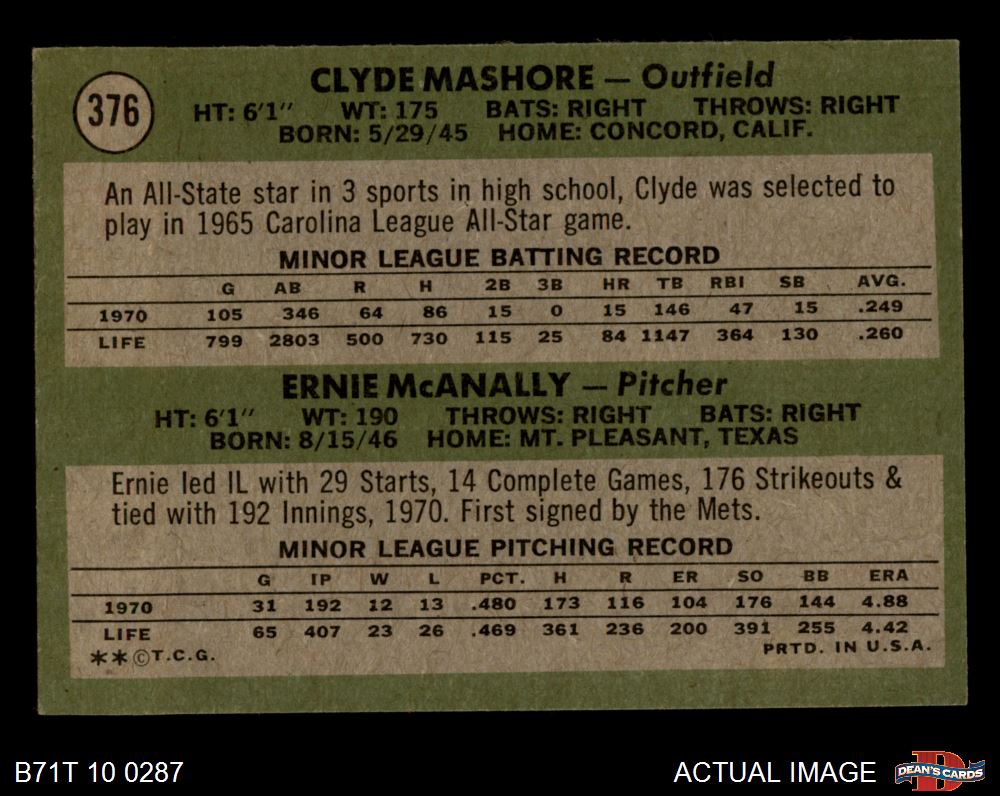 376
CLYDE MASHORE — Outfield
HT: 6'1" WT: 175 BATS: RIGHT THROWS: RIGHT
BORN: 5/29/45 HOME: CONCORD, CALIF.
An All-State star in 3 sports in high school, Clyde was selected to
play in 1965 Carolina League All-Star game.
MINOR LEAGUE BATTING RECORD
G AB R H 2B 3B HR TB RBI SB AVG.
1970 105 346 64 86 15 0 15 146 47 15 .249
LIFE 799 2803 500 730 115 25 84 1147 364 130 .260
ERNIE McANALLY — Pitcher
HT: 6'1" WT: 190 THROWS: RIGHT BATS: RIGHT
BORN: 8/15/46 HOME: MT. PLEASANT, TEXAS
Ernie led IL with 29 Starts, 14 Complete Games, 176 Strikeouts &
tied with 192 Innings, 1970. First signed by the Mets.
MINOR LEAGUE PITCHING RECORD
G IP W L PCT. H R ER SO BB ERA
1970 31 192 12 13 .480 173 116 104 176 144 4.88
LIFE 65 407 23 26 .469 361 236 200 391 255 4.42
**©T.C.G. PRTD. IN U.S.A.
B71T 10 0287 ACTUAL IMAGE D DEAN'S CARDS